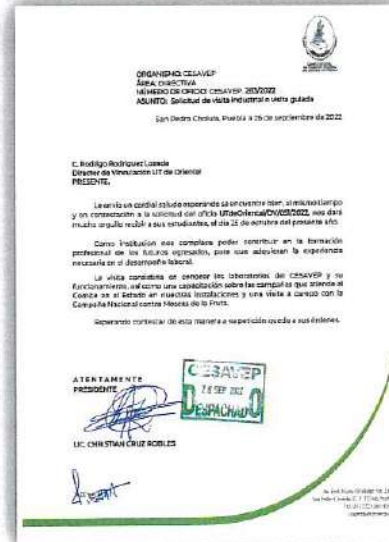 ORGANISMO: CESAVEP
ÁREA: DIRECTIVA
NÚMERO DE OFICIO: CESAVEP. 263/2022
ASUNTO: Solicitud de visita industrial o visita guiada
San Pedro Cholula, Puebla a 26 de septiembre de 2022
C. Rodrigo Rodríguez Lozada
Director de Vinculación UT de Oriental
PRESENTE.
Le envío un cordial saludo esperando se encuentre bien, al mismo tiempo
y en contestación a la solicitud del oficio nos dará
mucho orgullo recibir a sus estudiantes, el día 25 de octubre del presente año.
Como institución nos complace poder contribuir en la formación
profesional de los futuros egresados, para que adquieran la experiencia
necesaria en el desempeño laboral.
La visita consistirá en conocer los laboratorios del CESAVEP y su
funcionamiento, así como una capacitación sobre las campañas que atiende el
Comité en el Estado en nuestras instalaciones y una visita a campo con la
Campaña Nacional contra Moscas de la Fruta.
Esperando contestar de esta manera a su petición quedo a sus órdenes.
ATENTAMENTE
PRESIDENTE
CESAVEP
26 SEP 2022
DESPACHADO
LIC. CHRISTIAN CRUZ ROBLES